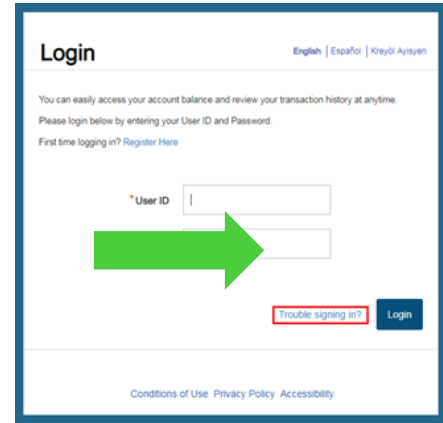 Login
English | Español | Kreyòl Ayisyen
You can easily access your account balance and review your transaction history at anytime.
Please login below by entering your User ID and Password.
First time logging in? Register Here
*User ID
Trouble signing in?
Login
Conditions of Use Privacy Policy Accessibility